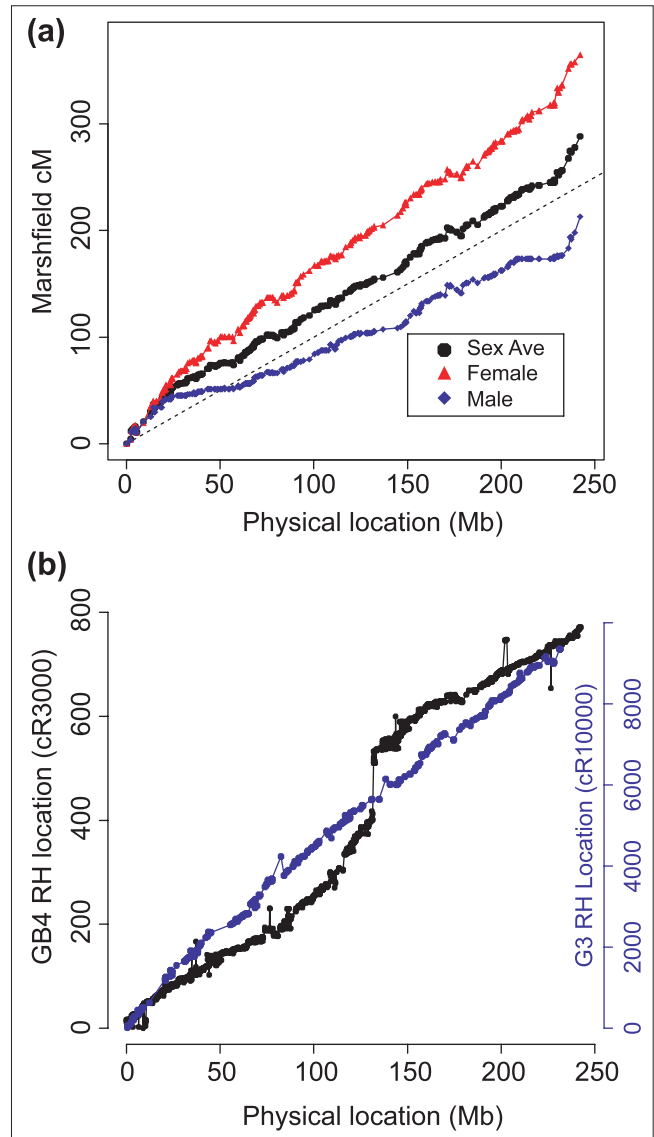 (a)
Marshfield cM
300
200
100
0
Sex Ave
Female
Male
0 50 100 150 200 250
Physical location (Mb)
(b)
GB4 RH location (cR3000)
800
600
400
200
0
G3 RH Location (cR10000)
8000
6000
4000
2000
0
0 50 100 150 200 250
Physical location (Mb)